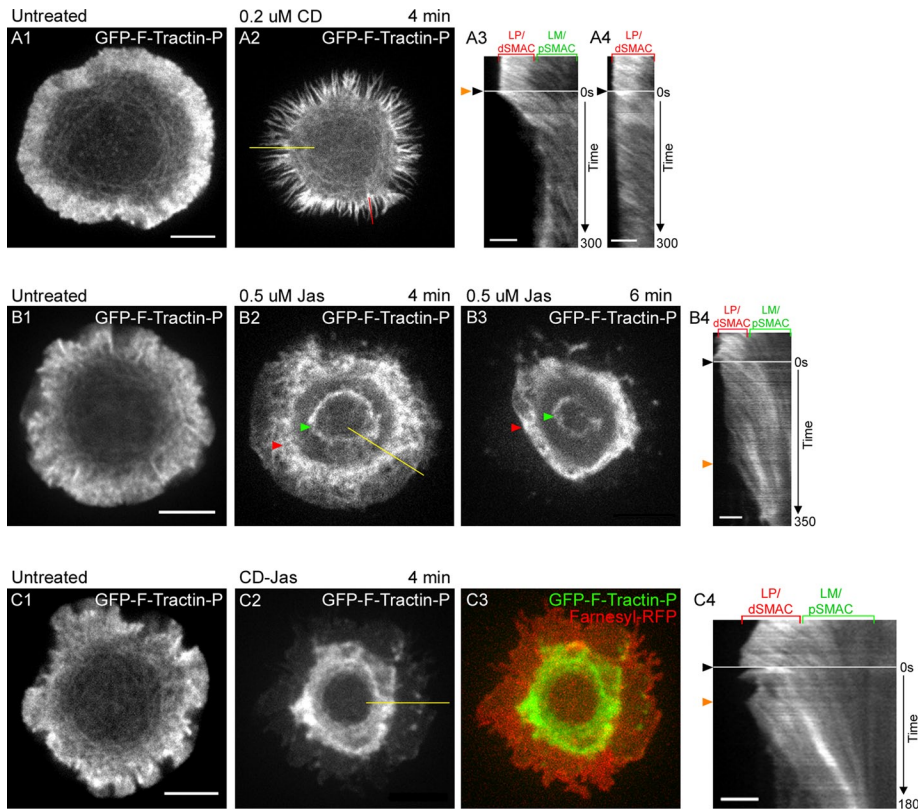 Untreated
0.2 uM CD 4 min
A1 GFP-F-Tractin-P
A2 GFP-F-Tractin-P
A3 LP/ dSMAC LM/ pSMAC
0s
Time
300
A4 LP/ dSMAC
0s
Time
300
Untreated
0.5 uM Jas 4 min
0.5 uM Jas 6 min
B1 GFP-F-Tractin-P
B2 GFP-F-Tractin-P
B3 GFP-F-Tractin-P
B4 LP/ dSMAC LM/ pSMAC
0s
Time
350
Untreated
CD-Jas 4 min
C1 GFP-F-Tractin-P
C2 GFP-F-Tractin-P
C3 GFP-F-Tractin-P
Farnesyl-RFP
C4 LP/ dSMAC LM/ pSMAC
0s
Time
180